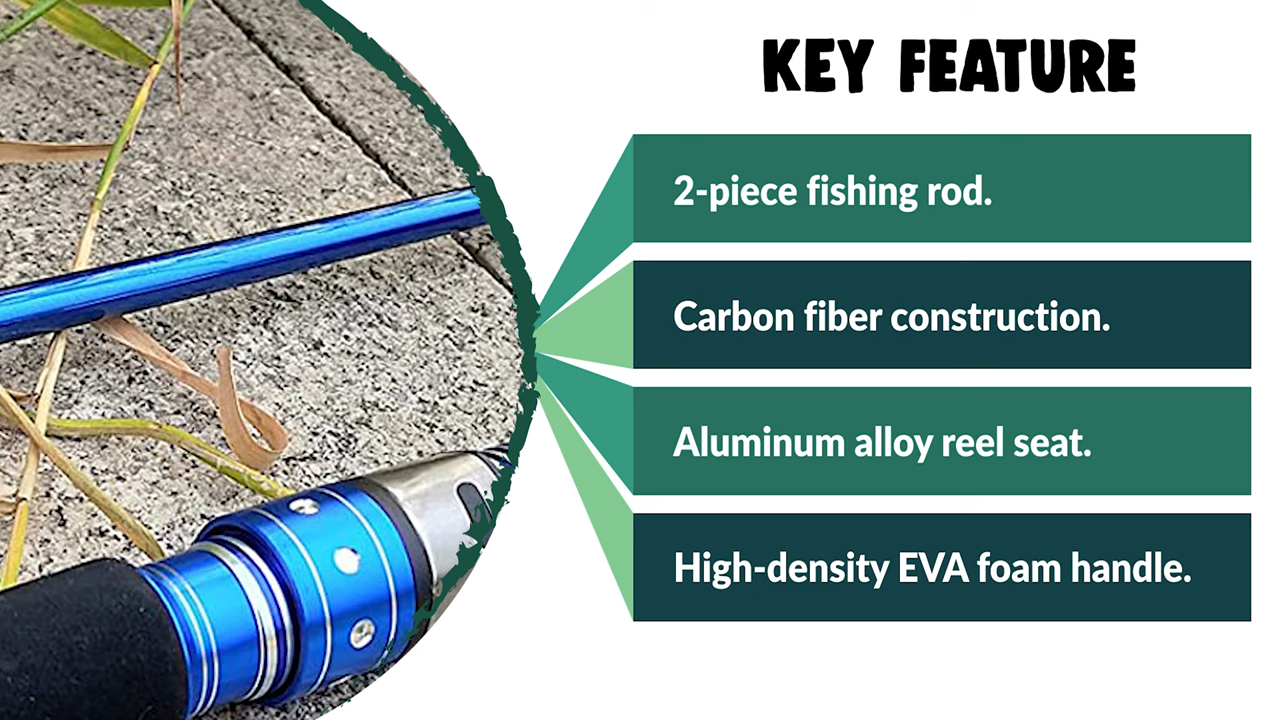 KEY FEATURE
2-piece fishing rod.
Carbon fiber construction.
Aluminum alloy reel seat.
High-density EVA foam handle.